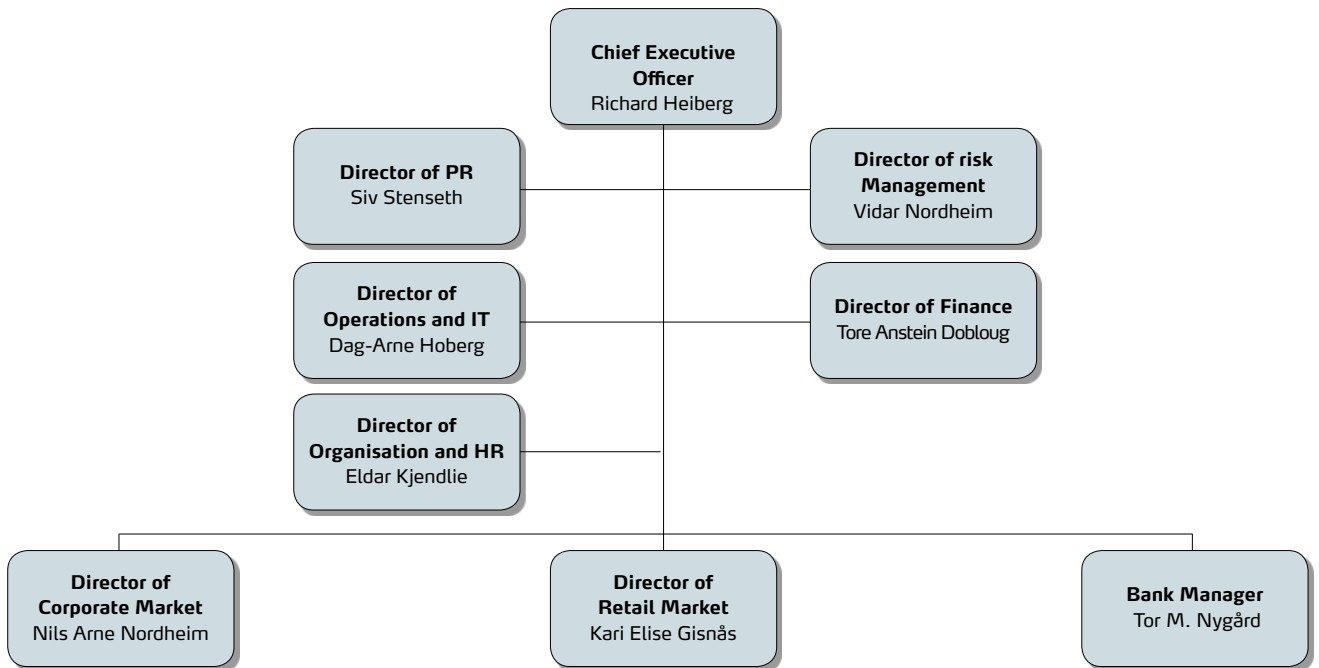 Chief Executive
Officer
Richard Heiberg
Director of PR
Siv Stenseth
Director of risk
Management
Vidar Nordheim
Director of
Operations and IT
Dag-Arne Hoberg
Director of Finance
Tore Anstein Dobloug
Director of
Organisation and HR
Eldar Kjendlie
Director of
Corporate Market
Nils Arne Nordheim
Director of
Retail Market
Kari Elise Gisnås
Bank Manager
Tor M. Nygård